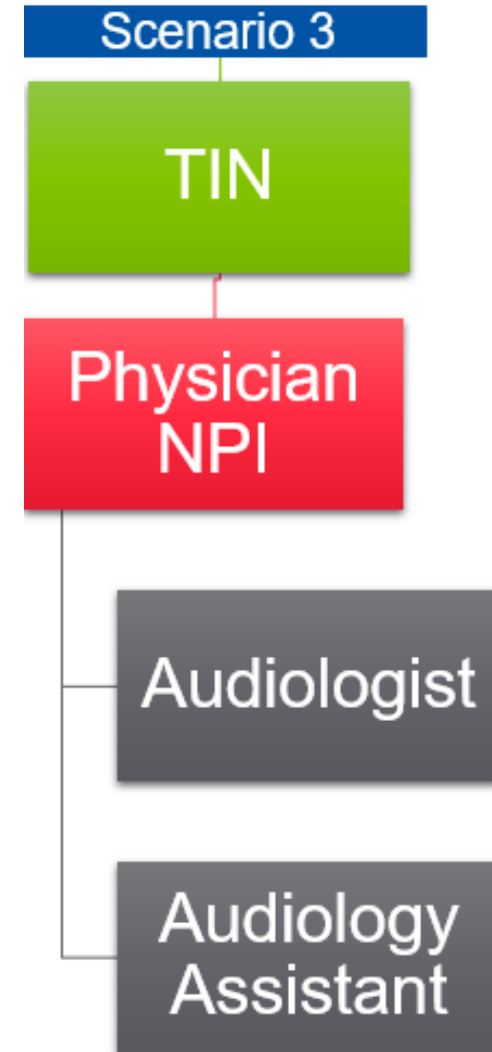 Scenario 3
TIN
Physician
NPI
Audiologist
Audiology
Assistant